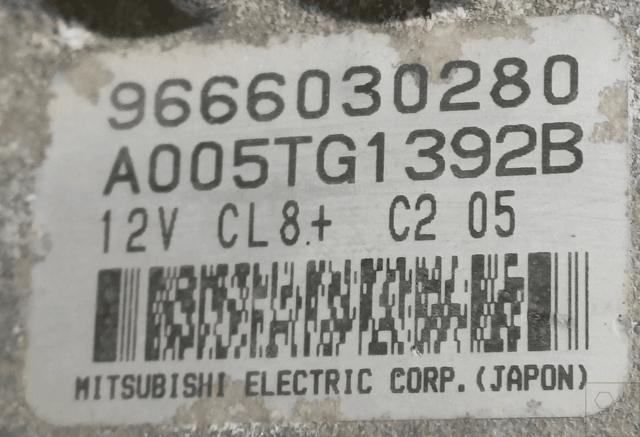 9666030280
A005TG1392B
12V CL8.+ C2 05
MITSUBISHI ELECTRIC CORP.(JAPON)